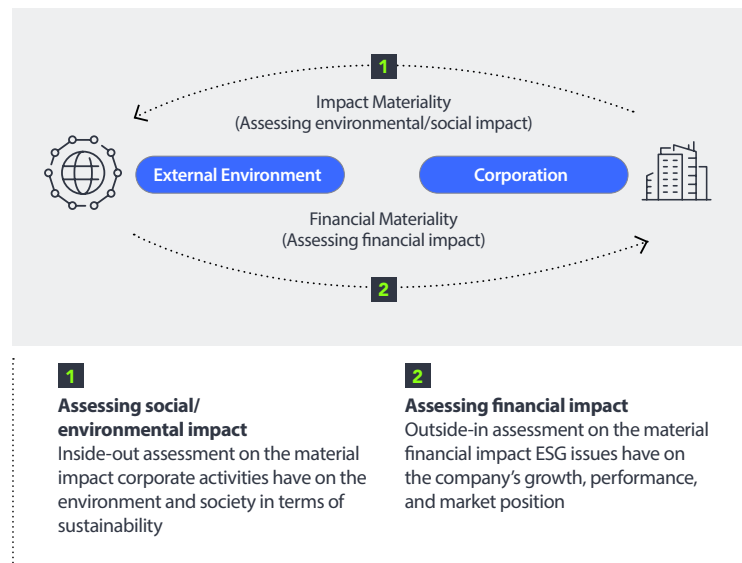 1
Impact Materiality
(Assessing environmental/social impact)
External Environment
Corporation
Financial Materiality
(Assessing financial impact)
2
1
Assessing social/
environmental impact
Inside-out assessment on the material
impact corporate activities have on the
environment and society in terms of
sustainability
2
Assessing financial impact
Outside-in assessment on the material
financial impact ESG issues have on
the company’s growth, performance,
and market position